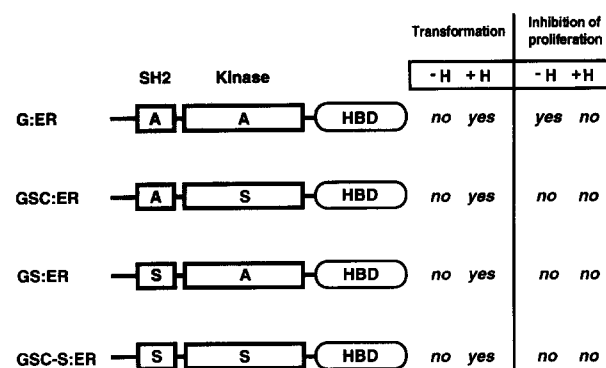 Transformation
Inhibition of
proliferation
SH2 Kinase
- H + H - H + H
G:ER A A HBD no yes yes no
GSC:ER A S HBD no yes no no
GS:ER S A HBD no yes no no
GSC-S:ER S S HBD no yes no no